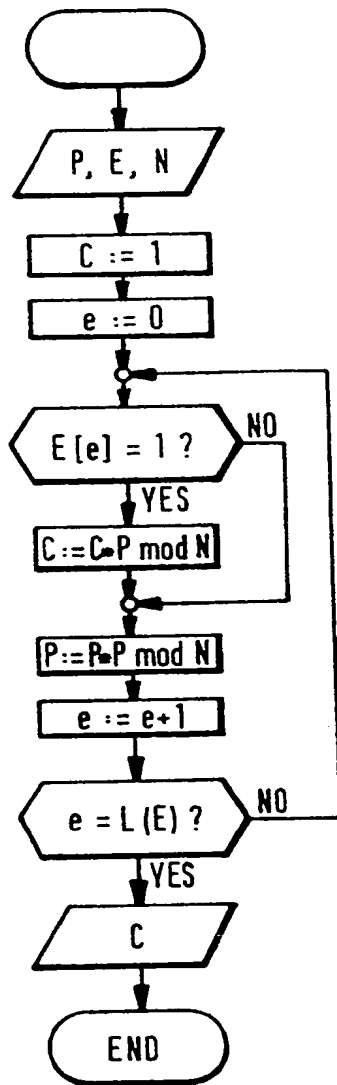 P, E, N
C := 1
e := 0
E[e] = 1 ?
NO
YES
C:=C*P mod N
P:=P*P mod N
e := e+1
e = L(E) ?
NO
YES
C
END